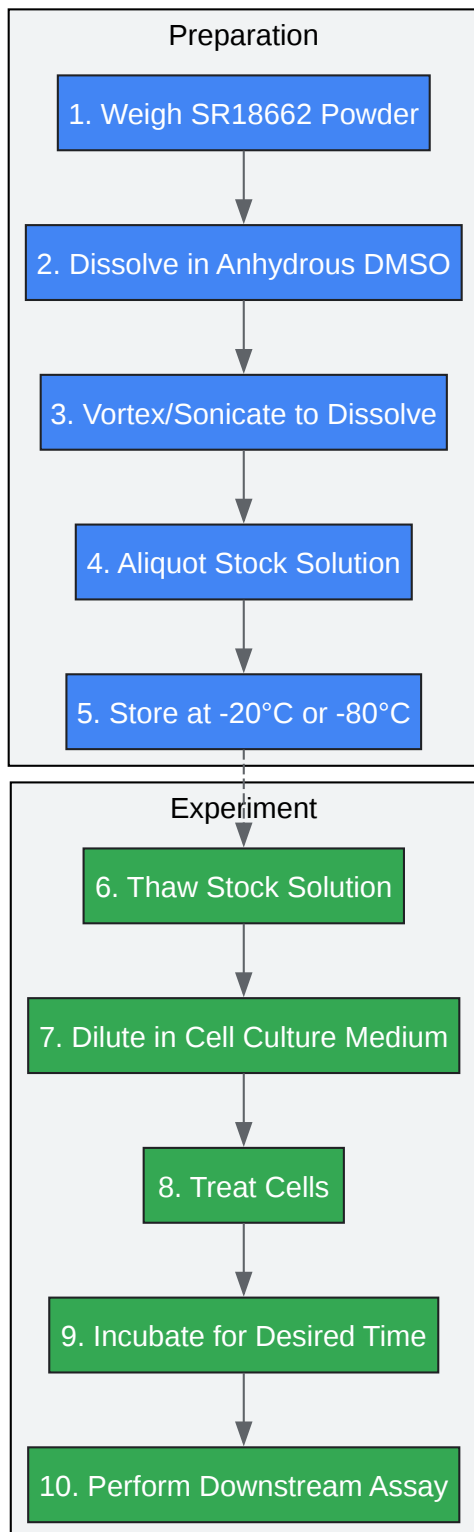 Preparation
1. Weigh SR18662 Powder
2. Dissolve in Anhydrous DMSO
3. Vortex/Sonicate to Dissolve
4. Aliquot Stock Solution
5. Store at -20°C or -80°C
Experiment
6. Thaw Stock Solution
7. Dilute in Cell Culture Medium
8. Treat Cells
9. Incubate for Desired Time
10. Perform Downstream Assay